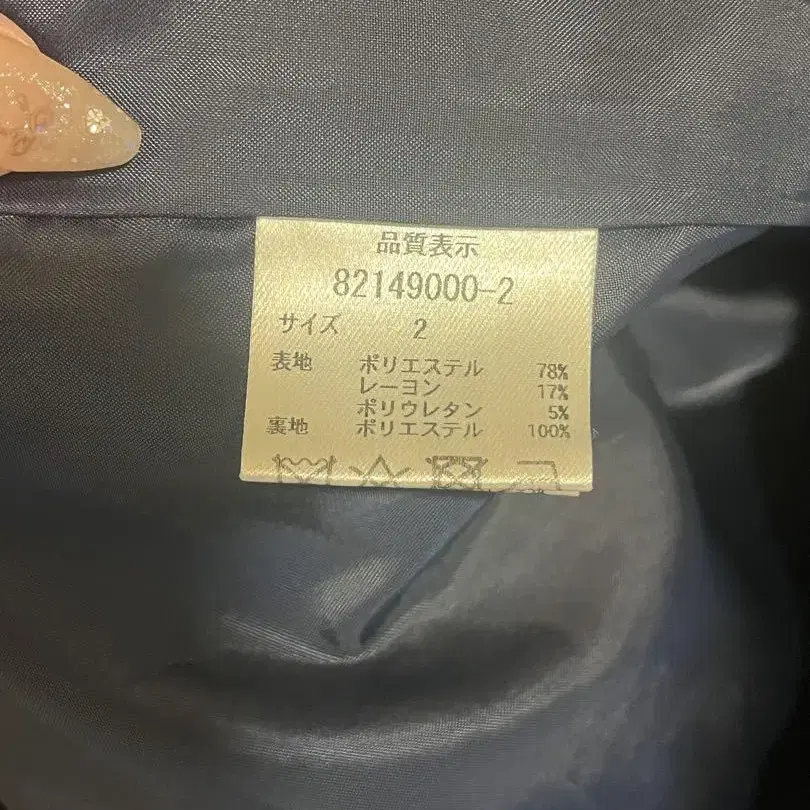 品質表示
82149000-2
サイズ 2
表地 ポリエステル 78%
レーヨン 17%
ポリウレタン 5%
裏地 ポリエステル 100%